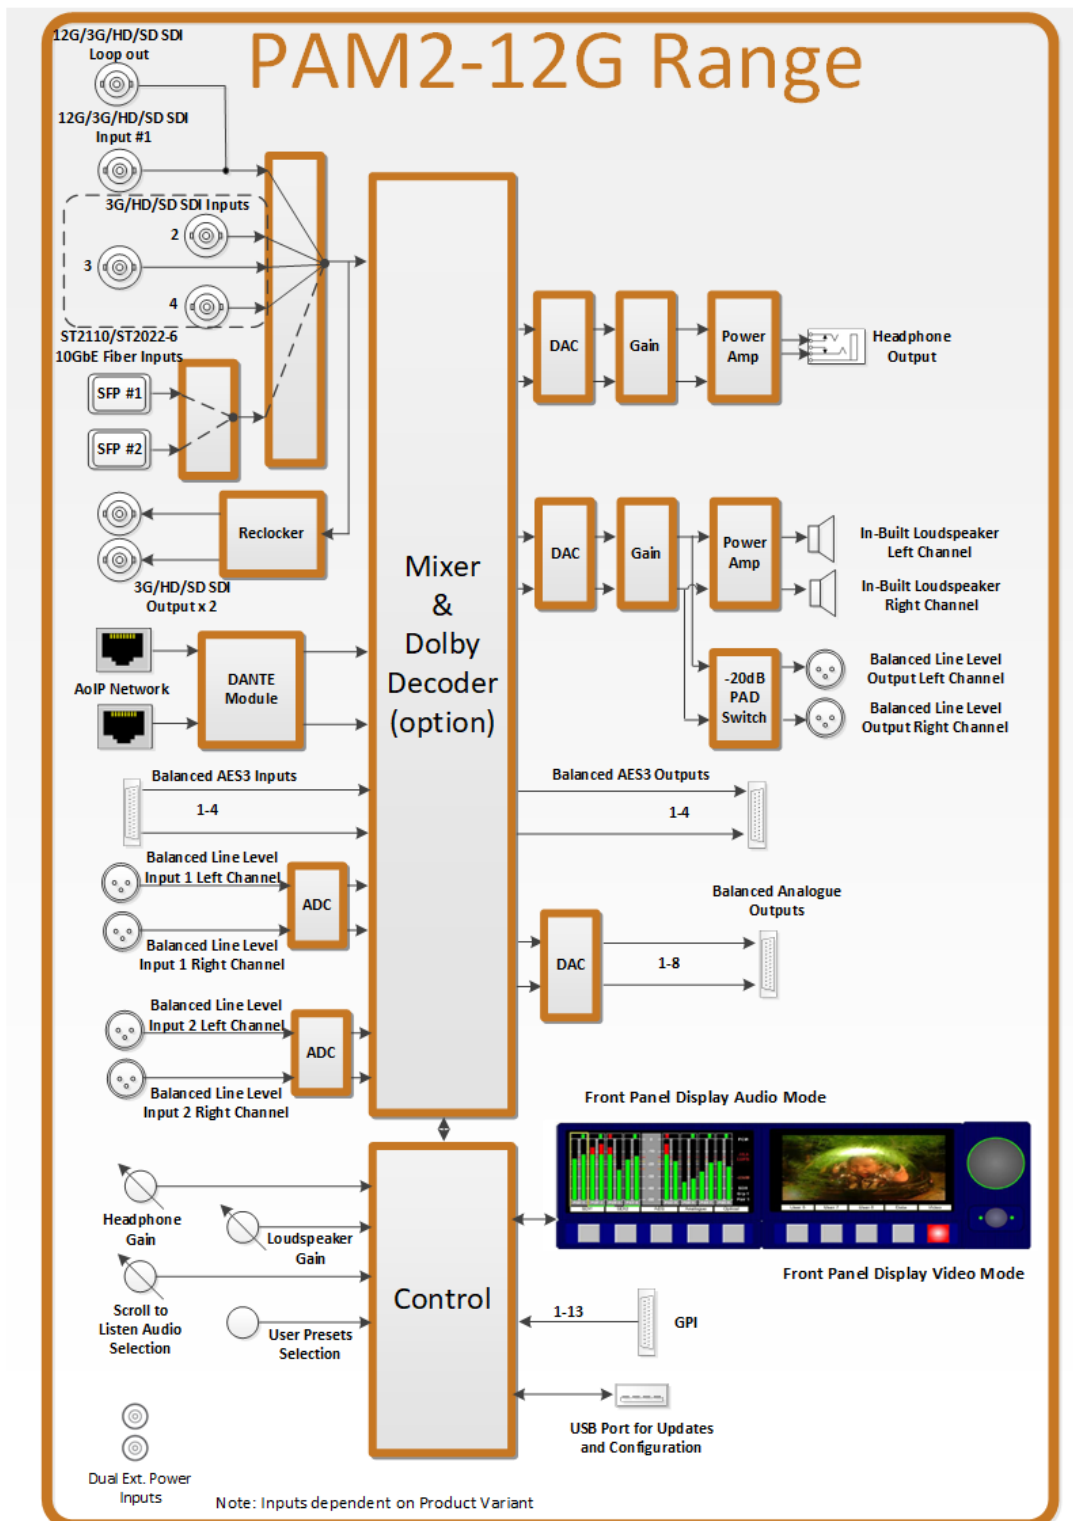 PAM2-12G Range
12G/3G/HD/SD SDI
Loop out
12G/3G/HD/SD SDI
Input #1
3G/HD/SD SDI Inputs
2
3
4
ST2110/ST2022-6
10GbE Fiber Inputs
SFP #1
SFP #2
Reclocker
3G/HD/SD SDI
Output x 2
AoIP Network
DANTE
Module
Balanced AES3 Inputs
1-4
Balanced Line Level
Input 1 Left Channel
ADC
Balanced Line Level
Input 1 Right Channel
Balanced Line Level
Input 2 Left Channel
ADC
Balanced Line Level
Input 2 Right Channel
Mixer
&
Dolby
Decoder
(option)
DAC
Gain
Power
Amp
Headphone
Output
DAC
Gain
Power
Amp
In-Built Loudspeaker
Left Channel
In-Built Loudspeaker
Right Channel
-20dB
PAD
Switch
Balanced Line Level
Output Left Channel
Balanced Line Level
Output Right Channel
Balanced AES3 Outputs
1-4
Balanced Analogue
Outputs
DAC
1-8
Front Panel Display Audio Mode
Front Panel Display Video Mode
Headphone
Gain
Loudspeaker
Gain
Scroll to
Listen Audio
Selection
User Presets
Selection
Control
1-13
GPI
USB Port for Updates
and Configuration
Dual Ext. Power
Inputs
Note: Inputs dependent on Product Variant